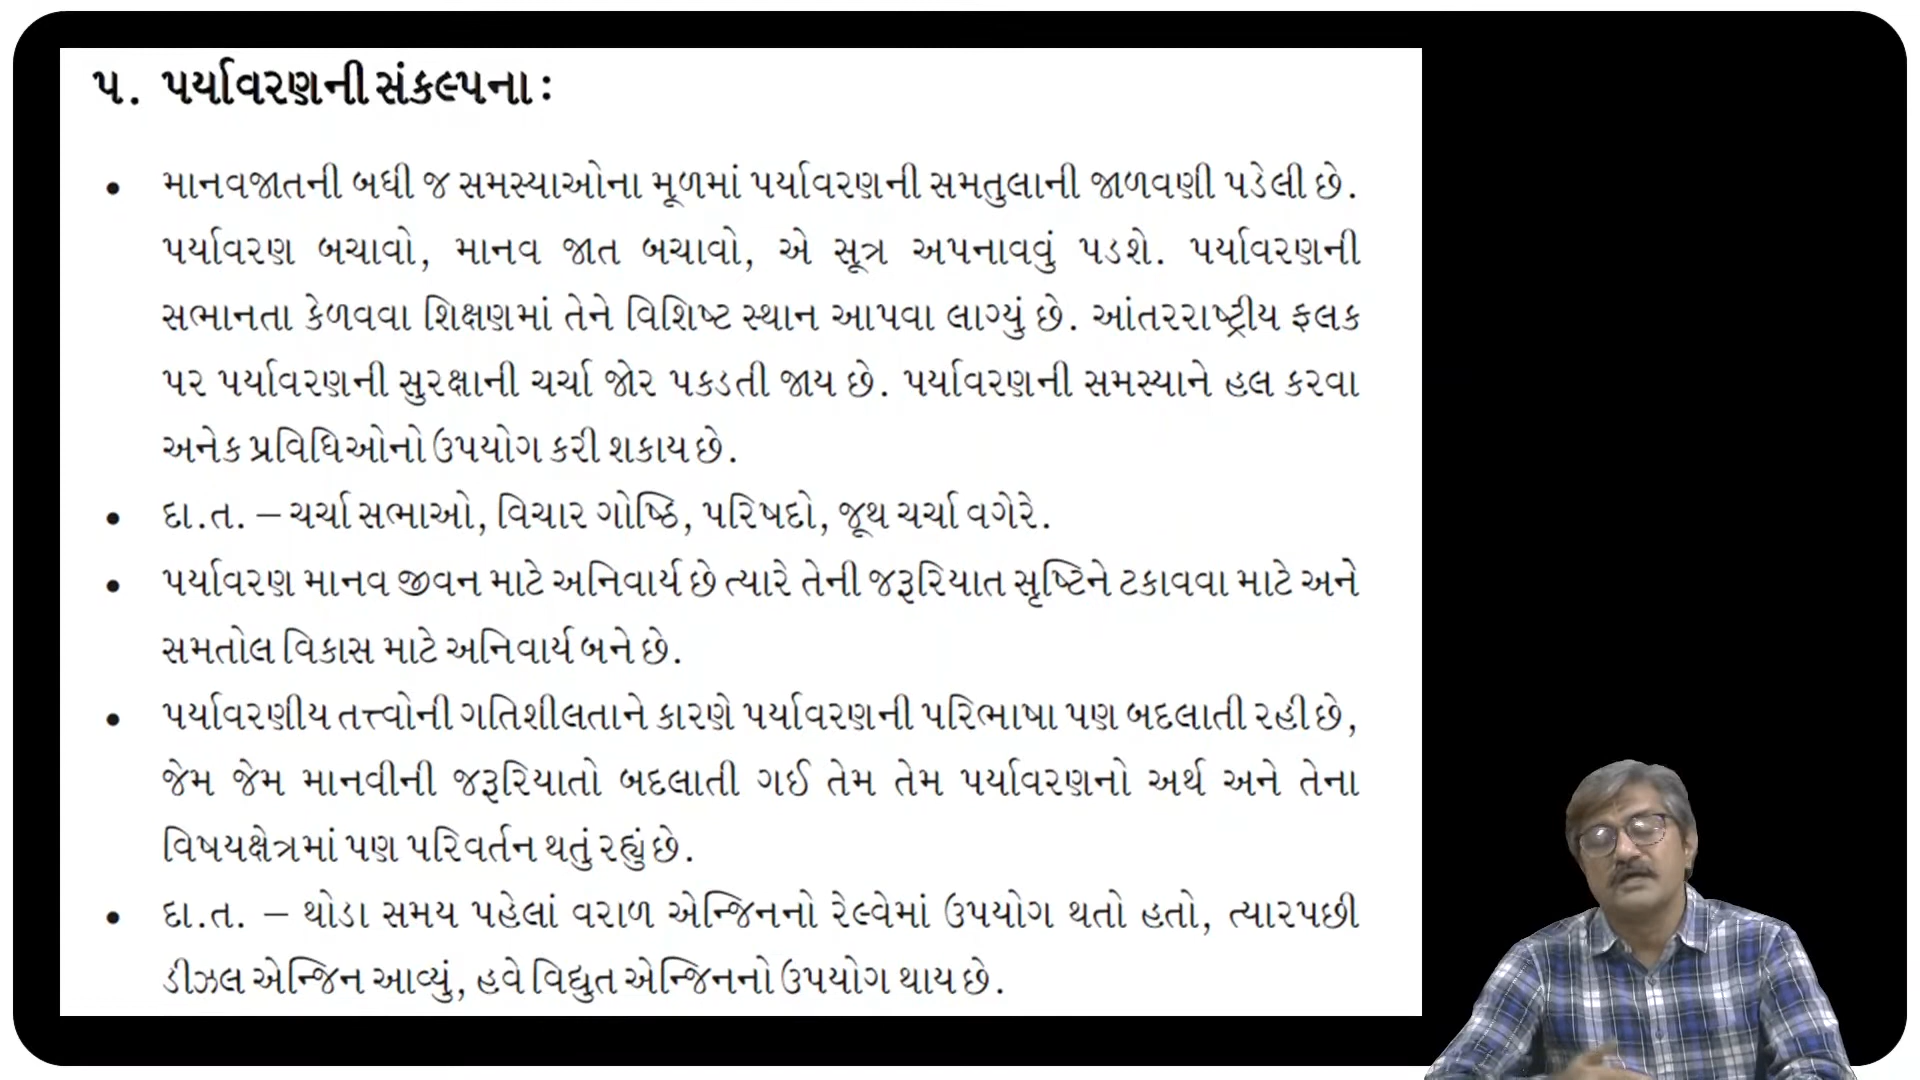 ૫. પર્યાવરણની સંકલ્પના :
• માનવજાતની બધી જ સમસ્યાઓના મૂળમાં પર્યાવરણની સમતુલાની જાળવણી પડેલી છે.
પર્યાવરણ બચાવો, માનવ જાત બચાવો, એ સૂત્ર અપનાવવું પડશે. પર્યાવરણની
સભાનતા કેળવવા શિક્ષણમાં તેને વિશિષ્ટ સ્થાન આપવા લાગ્યું છે. આંતરરાષ્ટ્રીય ફલક
પર પર્યાવરણની સુરક્ષાની ચર્ચા જોર પકડતી જાય છે. પર્યાવરણની સમસ્યાને હલ કરવા
અનેક પ્રવિધિઓનો ઉપયોગ કરી શકાય છે.
• દા.ત. – ચર્ચા સભાઓ, વિચાર ગોષ્ઠિ, પરિષદો, જૂથ ચર્ચા વગેરે.
• પર્યાવરણ માનવ જીવન માટે અનિવાર્ય છે ત્યારે તેની જરૂરિયાત સૃષ્ટિને ટકાવવા માટે અને
સમતોલ વિકાસ માટે અનિવાર્ય બને છે.
• પર્યાવરણીય તત્ત્વોની ગતિશીલતાને કારણે પર્યાવરણની પરિભાષા પણ બદલાતી રહી છે,
જેમ જેમ માનવીની જરૂરિયાતો બદલાતી ગઈ તેમ તેમ પર્યાવરણનો અર્થ અને તેના
વિષયક્ષેત્રમાં પણ પરિવર્તન થતું રહ્યું છે.
• દા.ત. – થોડા સમય પહેલાં વરાળ એન્જિનનો રેલ્વેમાં ઉપયોગ થતો હતો, ત્યારપછી
ડીઝલ એન્જિન આવ્યું, હવે વિદ્યુત એન્જિનનો ઉપયોગ થાય છે.